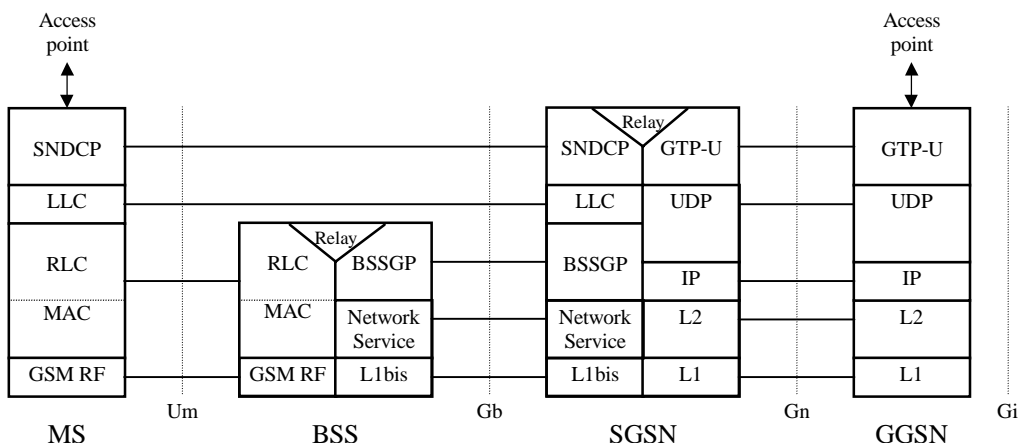 Access
point
Access
point
Relay
SNDCP
SNDCP
GTP-U
GTP-U
LLC
LLC
UDP
UDP
Relay
RLC
RLC
BSSGP
BSSGP
IP
IP
MAC
MAC
Network
Service
Network
Service
L2
L2
GSM RF
GSM RF
L1bis
L1bis
L1
L1
Um
Gb
Gn
Gi
MS
BSS
SGSN
GGSN